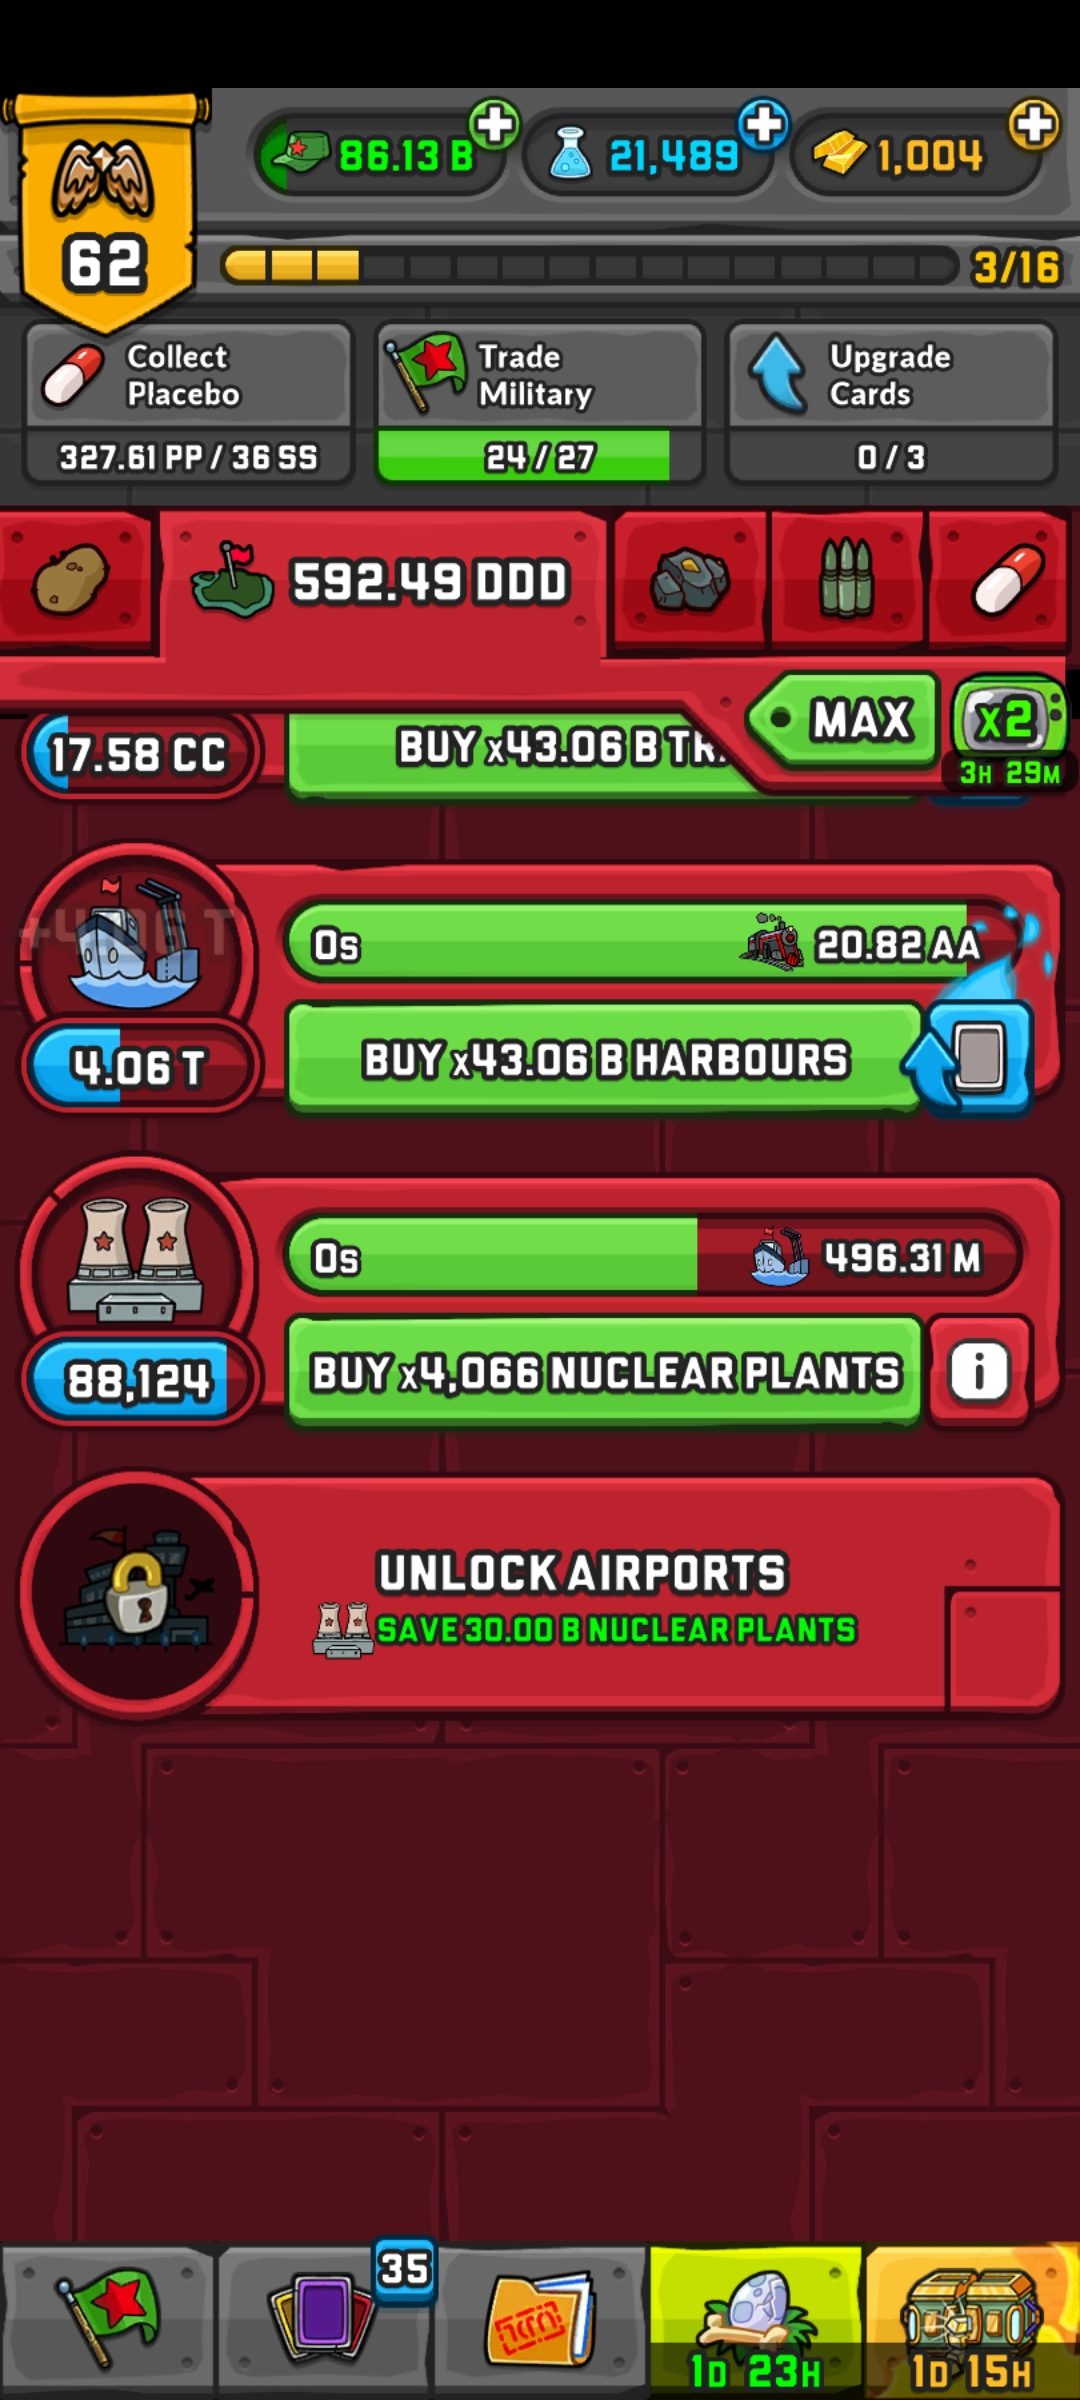 86.13 B
21,489
1,004
62
3/16
Collect
Placebo
327.61 PP / 36 SS
Trade
Military
24 / 27
Upgrade
Cards
0 / 3
592.49 DDD
MAX
x2
3H 29M
17.58 CC
BUY x43.06 B
+4.06 T
0s
20.82 AA
4.06 T
BUY x43.06 B HARBOURS
0s
496.31 M
88,124
BUY x4,066 NUCLEAR PLANTS
i
UNLOCK AIRPORTS
SAVE 30.00 B NUCLEAR PLANTS
35
1D 23H
1D 15H